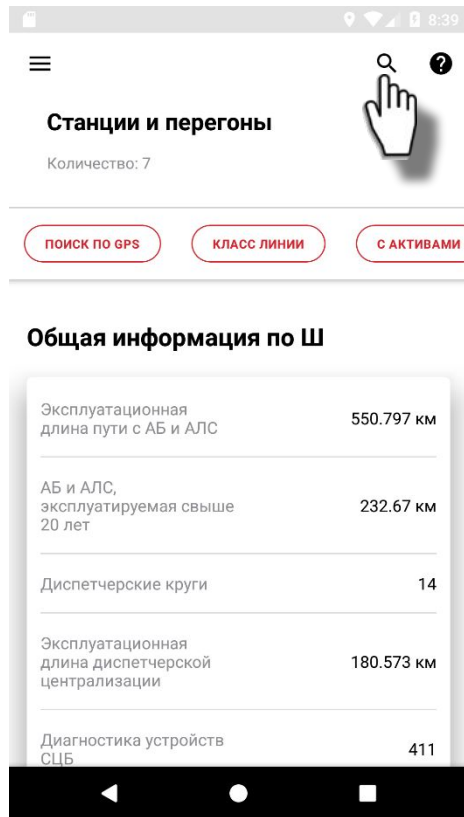 8:39
Станции и перегоны
Количество: 7
ПОИСК ПО GPS
КЛАСС ЛИНИИ
С АКТИВАМИ
Общая информация по Ш
Эксплуатационная
длина пути с АБ и АЛС
550.797 км
АБ и АЛС,
эксплуатируемая свыше
20 лет
232.67 км
Диспетчерские круги
14
Эксплуатационная
длина диспетчерской
централизации
180.573 км
Диагностика устройств
СЦБ
411